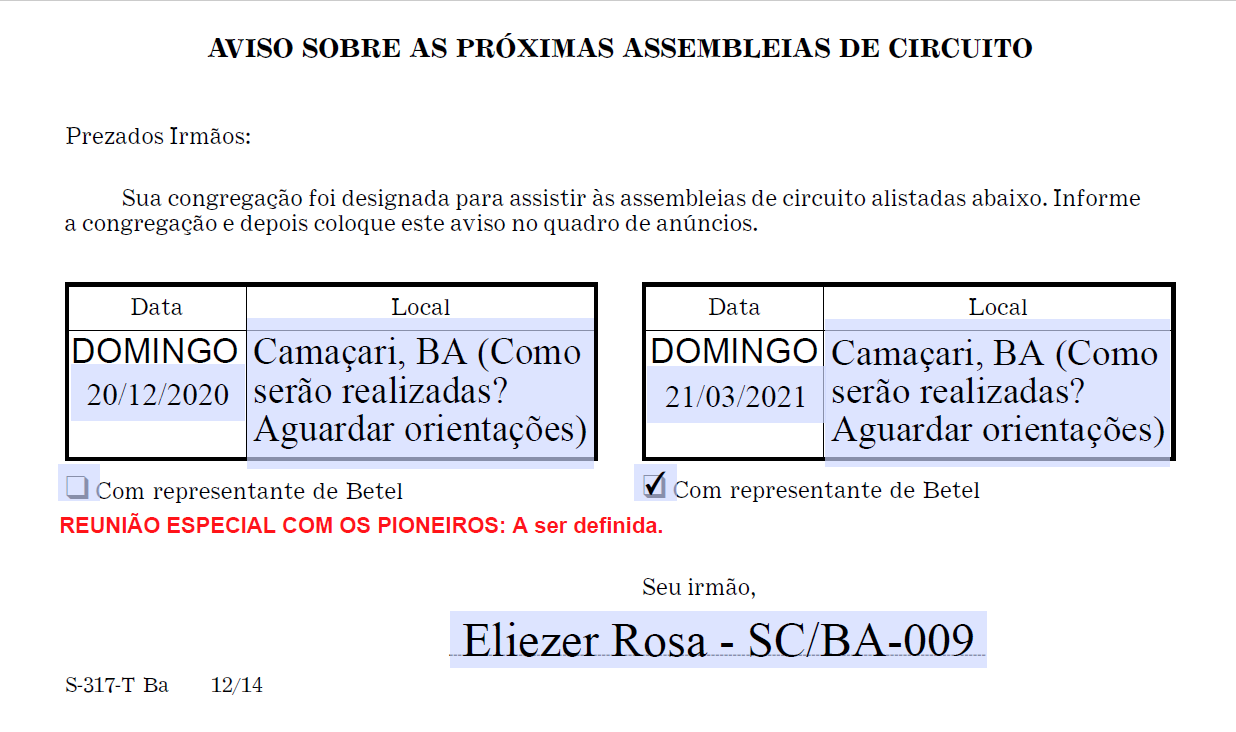 AVISO SOBRE AS PRÓXIMAS ASSEMBLEIAS DE CIRCUITO
Prezados Irmãos:
Sua congregação foi designada para assistir às assembleias de circuito alistadas abaixo. Informe
a congregação e depois coloque este aviso no quadro de anúncios.
Data Local
DOMINGO Camaçari, BA (Como
20/12/2020 serão realizadas?
Aguardar orientações)
Com representante de Betel
Data Local
DOMINGO Camaçari, BA (Como
21/03/2021 serão realizadas?
Aguardar orientações)
Com representante de Betel
REUNIÃO ESPECIAL COM OS PIONEIROS: A ser definida.
Seu irmão,
Eliezer Rosa - SC/BA-009
S-317-T Ba 12/14